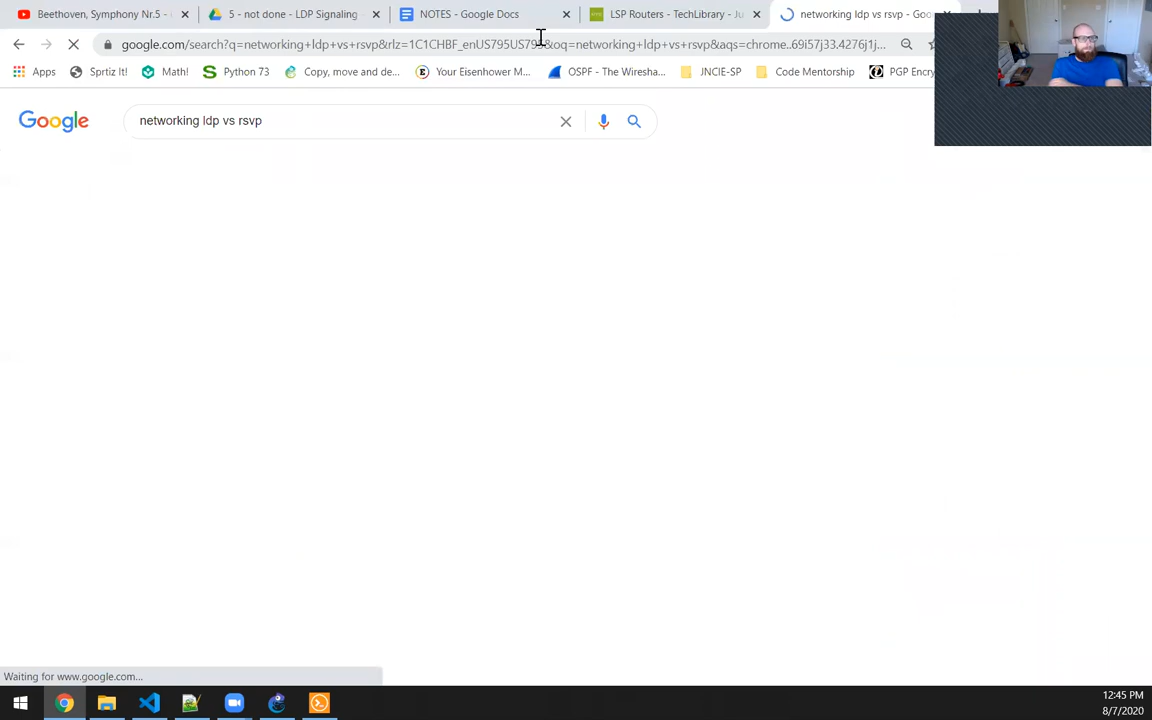 Beethoven, Symphony Nr.5 -
5 - not done - LDP Signaling
NOTES - Google Docs
LSP Routers - TechLibrary - Ju
networking ldp vs rsvp - Goo
google.com/search?q=networking+ldp+vs+rsvp&rlz=1C1CHBF_enUS795US795&oq=networking+ldp+vs+rsvp&aqs=chrome..69i57j33.4276j1j...
Apps
Sprtiz It!
Math!
Python 73
Copy, move and de...
Your Eisenhower M...
OSPF - The Wiresha...
JNCIE-SP
Code Mentorship
PGP Encry
Google
networking ldp vs rsvp
Waiting for www.google.com...
12:45 PM
8/7/2020